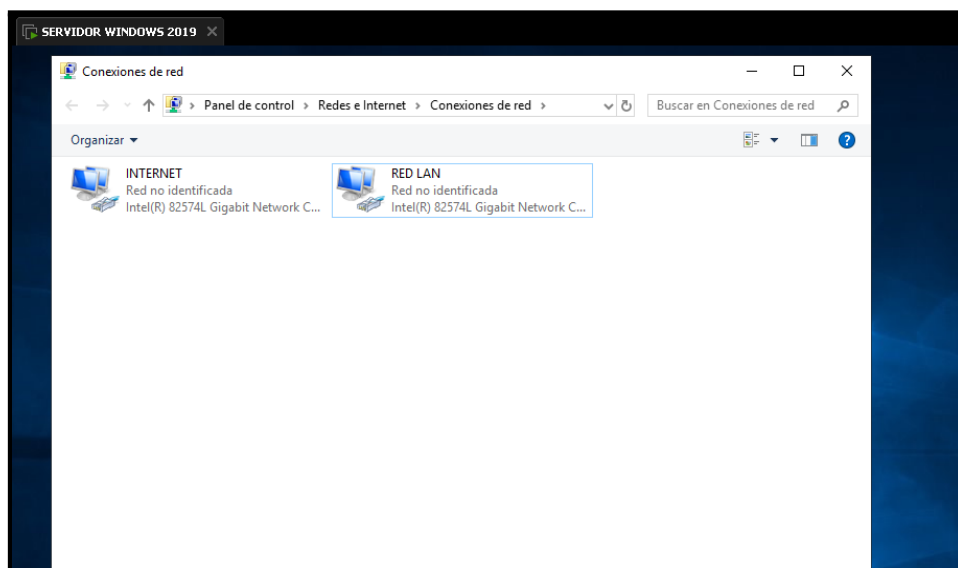 SERVIDOR WINDOWS 2019
Conexiones de red
Panel de control > Redes e Internet > Conexiones de red >
Buscar en Conexiones de red
Organizar
INTERNET
Red no identificada
Intel(R) 82574L Gigabit Network C...
RED LAN
Red no identificada
Intel(R) 82574L Gigabit Network C...